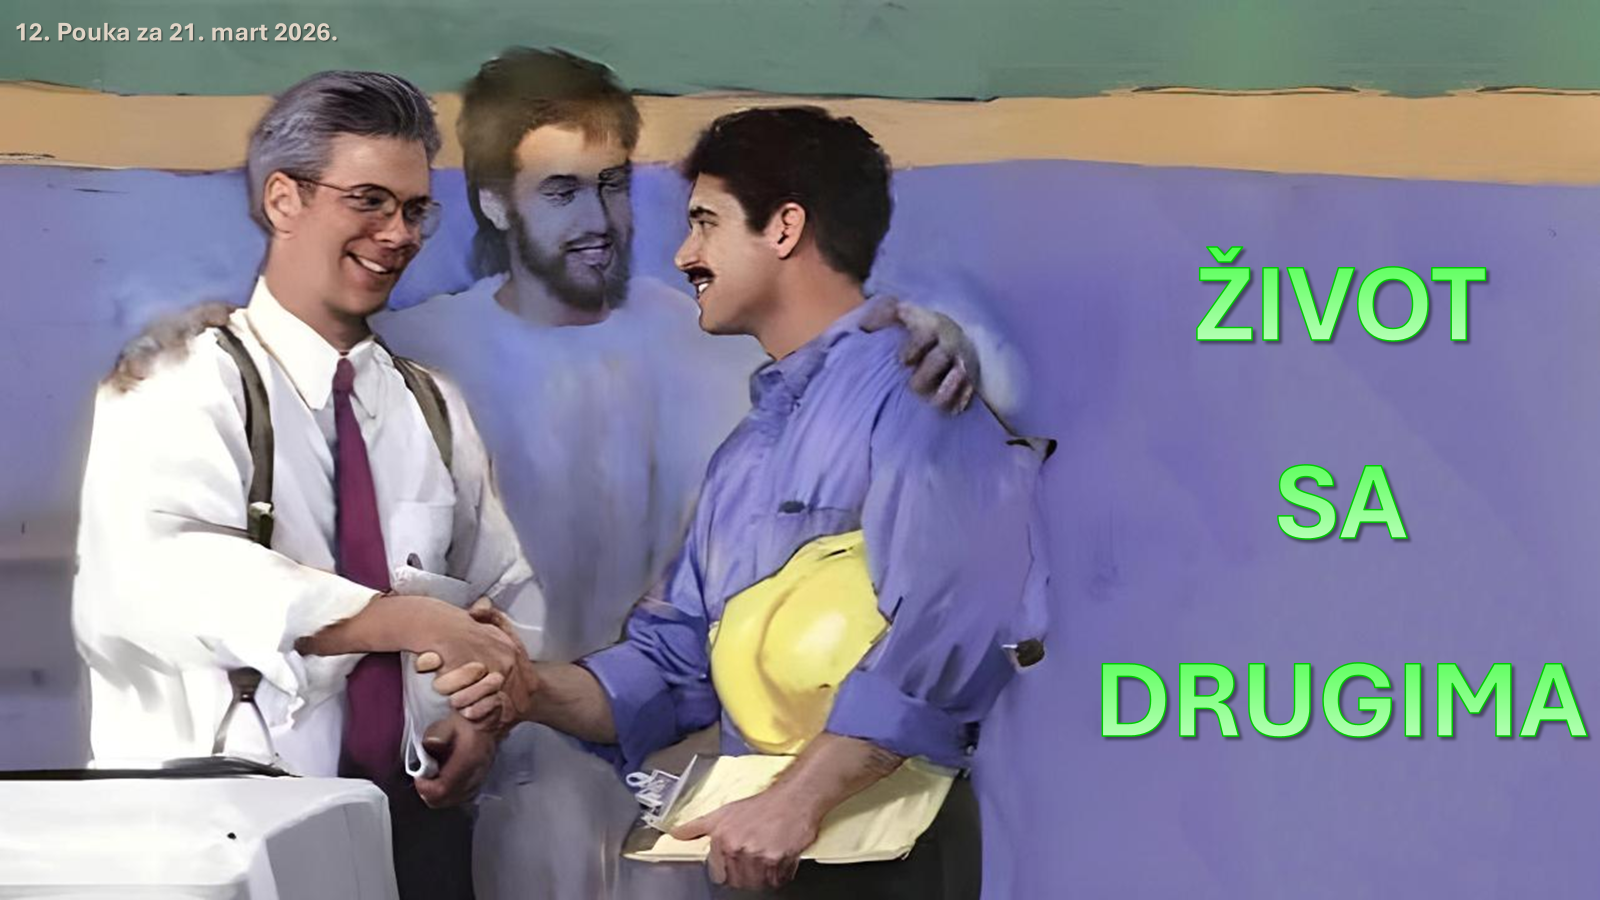 12. Pouka za 21. mart 2026.
ŽIVOT
SA
DRUGIMA